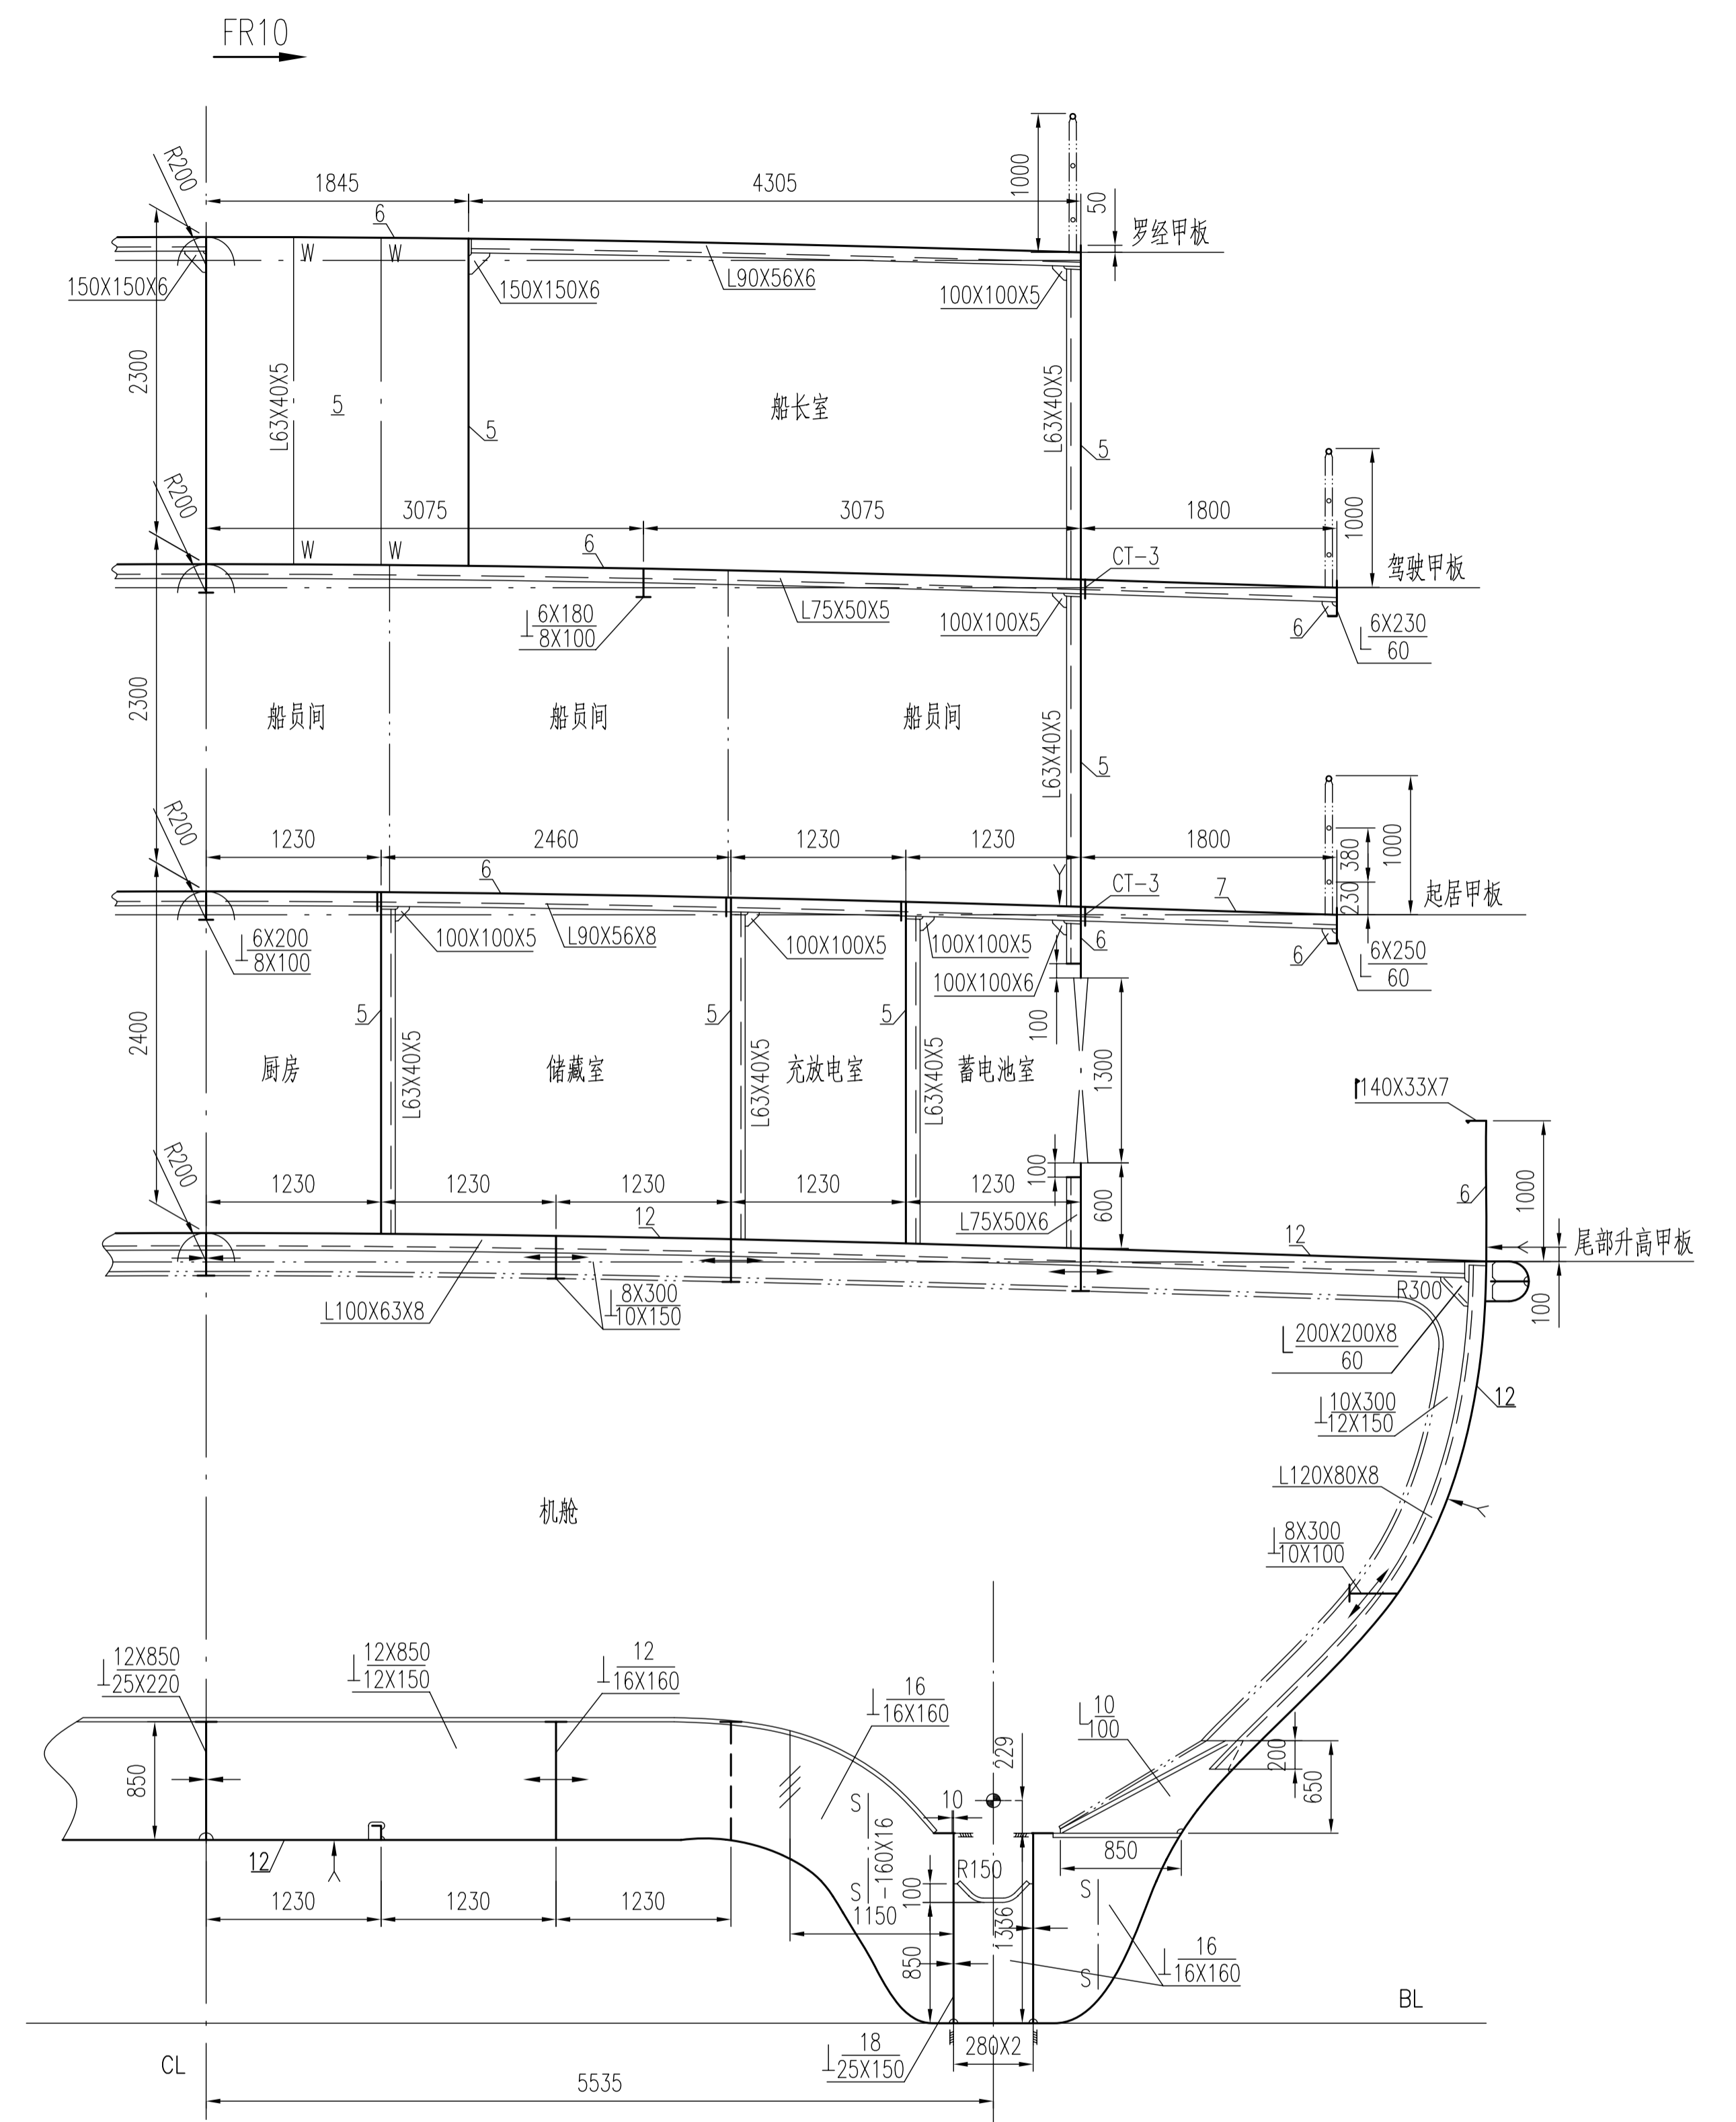 FR10
R200
1845
4305
1000
50
罗经甲板
6
W
W
150X150X6
150X150X6
L90X56X6
100X100X5
2300
L63X40X5
5
5
船长室
L63X40X5
5
R200
3075
3075
1800
1000
W
W
6
CT-3
驾驶甲板
L75X50X5
100X100X5
6X180
8X100
6
6X230
60
2300
船员间
船员间
船员间
L63X40X5
5
R200
1230
2460
1230
1230
1800
380
230
1000
6
CT-3
7
起居甲板
6X200
8X100
100X100X5
L90X56X8
100X100X5
100X100X5
100X100X6
6
6
6X250
60
2400
5
5
5
100
1300
L63X40X5
L63X40X5
L63X40X5
厨房
储藏室
充放电室
蓄电池室
140X33X7
R200
1230
1230
1230
1230
1230
100
600
6
1000
12
L75X50X6
12
尾部升高甲板
L100X63X8
8X300
10X150
R300
100
200X200X8
60
10X300
12X150
12
L120X80X8
机舱
8X300
10X100
12X850
25X220
12X850
12X150
12
16X160
16
16X160
10
100
229
200
650
850
10
S
-160X16
S
R150
850
12
1230
1230
1230
1150
100
850
1336
S
S
16
16X160
BL
CL
18
25X150
280X2
5535